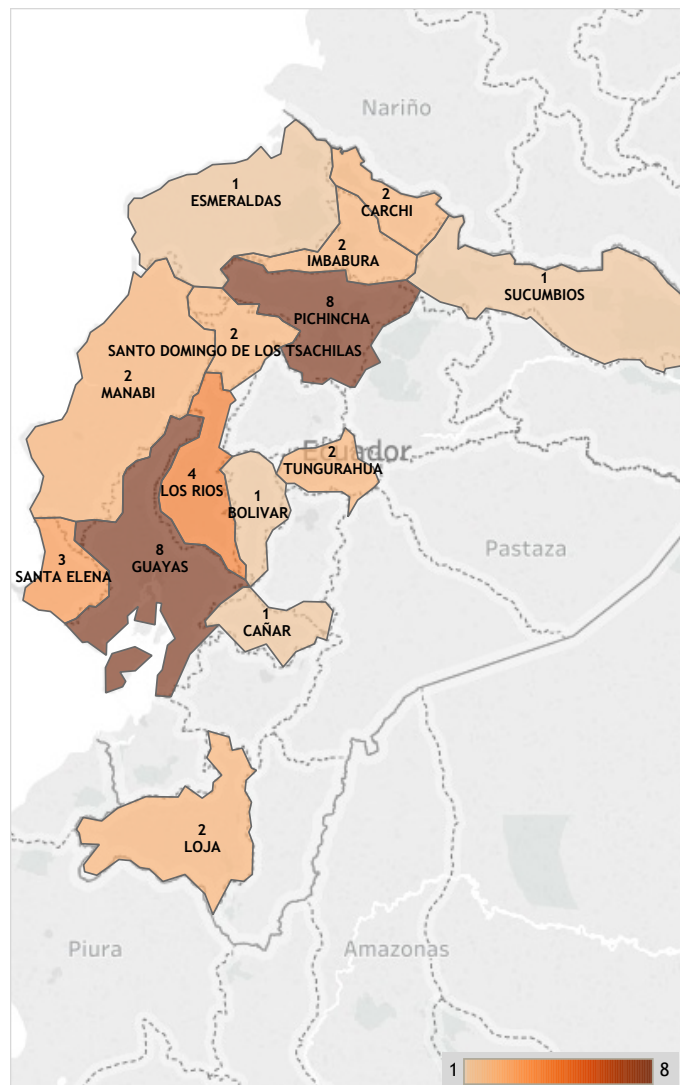 Nariño
1
ESMERALDAS
2
CARCHI
2
IMBABURA
1
SUCUMBIOS
8
PICHINCHA
2
SANTO DOMINGO DE LOS TSACHILAS
2
MANABI
Ecuador
2
TUNGURAHUA
4
LOS RIOS
1
BOLIVAR
Pastaza
3
SANTA ELENA
8
GUAYAS
1
CAÑAR
2
LOJA
Piura
Amazonas
1 8